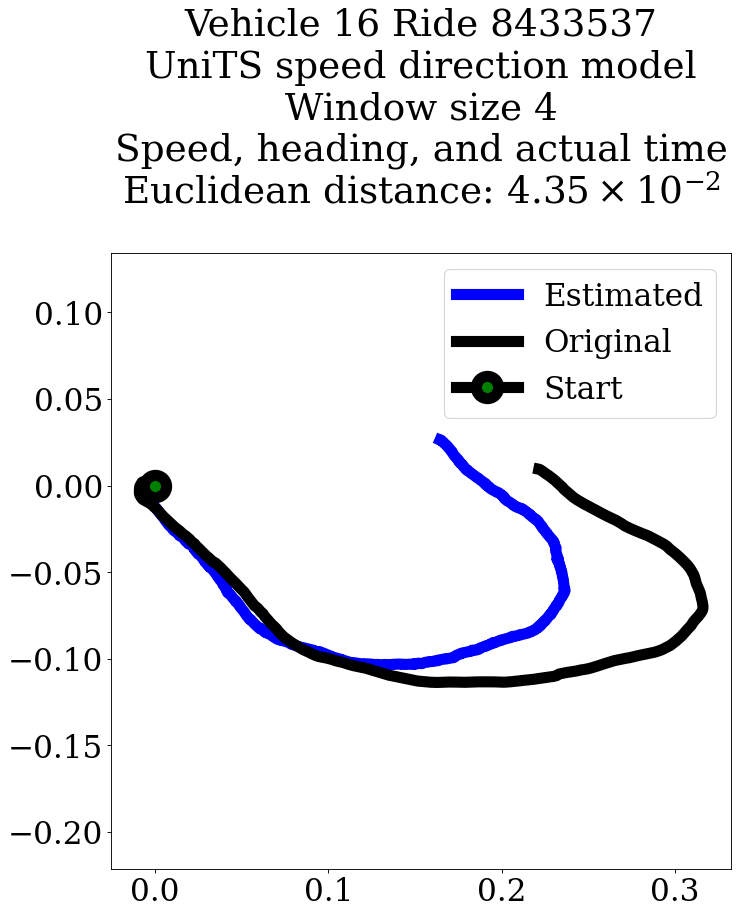 Vehicle 16 Ride 8433537
UniTS speed direction model
Window size 4
Speed, heading, and actual time
Euclidean distance: 4.35 × 10⁻²
Estimated
Original
Start
0.10
0.05
0.00
−0.05
−0.10
−0.15
−0.20
0.0 0.1 0.2 0.3